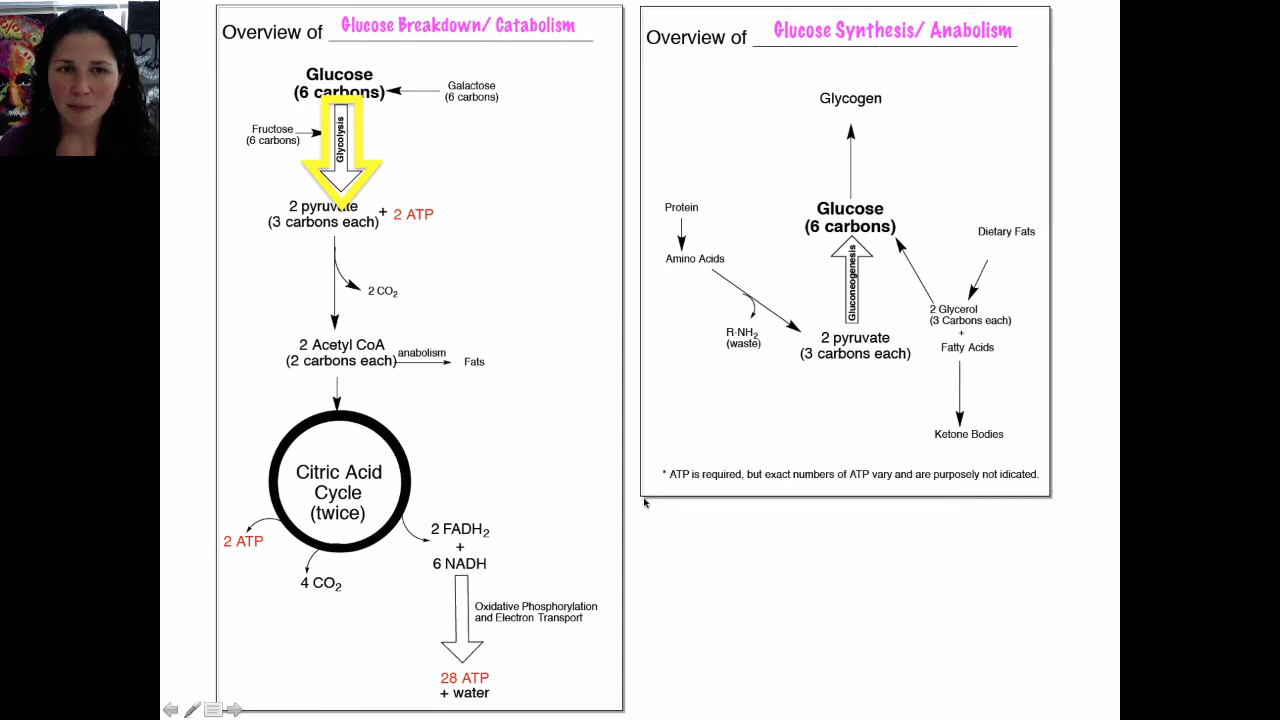 Overview of Glucose Breakdown/ Catabolism
Glucose
(6 carbons)
Galactose
(6 carbons)
Fructose
(6 carbons)
Glycolysis
2 pyruvate
(3 carbons each)
+ 2 ATP
2 CO2
2 Acetyl CoA
(2 carbons each)
anabolism
Fats
Citric Acid
Cycle
(twice)
2 ATP
4 CO2
2 FADH2
+
6 NADH
Oxidative Phosphorylation
and Electron Transport
28 ATP
+ water
Overview of Glucose Synthesis/ Anabolism
Glycogen
Glucose
(6 carbons)
Protein
Amino Acids
Dietary Fats
Gluconeogenesis
R-NH2
(waste)
2 pyruvate
(3 carbons each)
2 Glycerol
(3 Carbons each)
+
Fatty Acids
Ketone Bodies
* ATP is required, but exact numbers of ATP vary and are purposely not idicated.